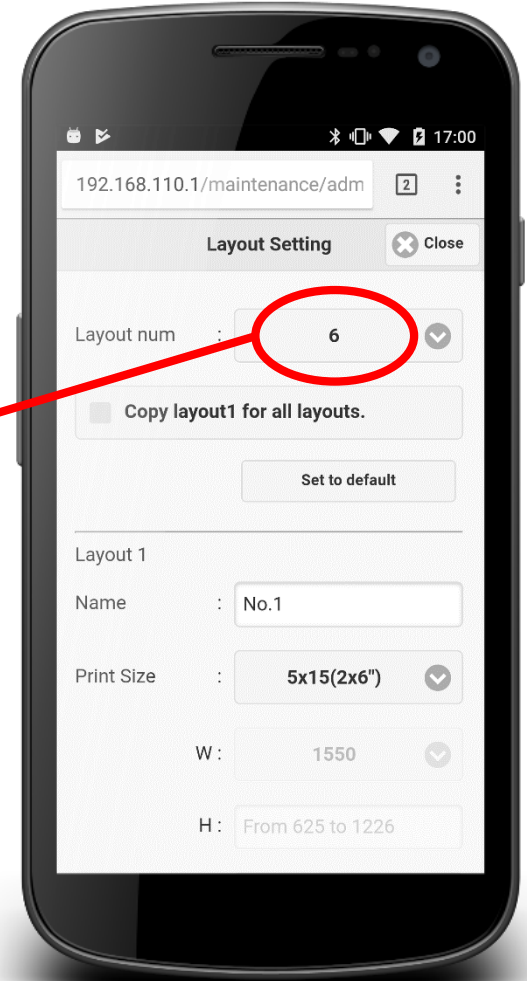 17:00
192.168.110.1/maintenance/adm
2
Layout Setting
Close
Layout num : 6
Copy layout1 for all layouts.
Set to default
Layout 1
Name : No.1
Print Size : 5x15(2x6")
W : 1550
H : From 625 to 1226